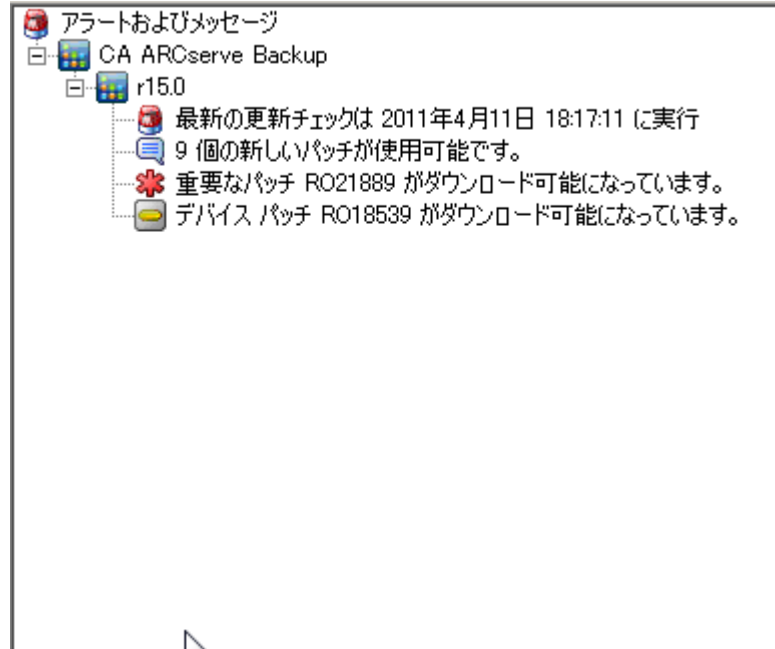 アラートおよびメッセージ
CA ARCserve Backup
r15.0
最新の更新チェックは 2011年4月11日 18:17:11 に実行
9 個の新しいパッチが使用可能です。
重要なパッチ RO21889 がダウンロード可能になっています。
デバイス パッチ RO18539 がダウンロード可能になっています。